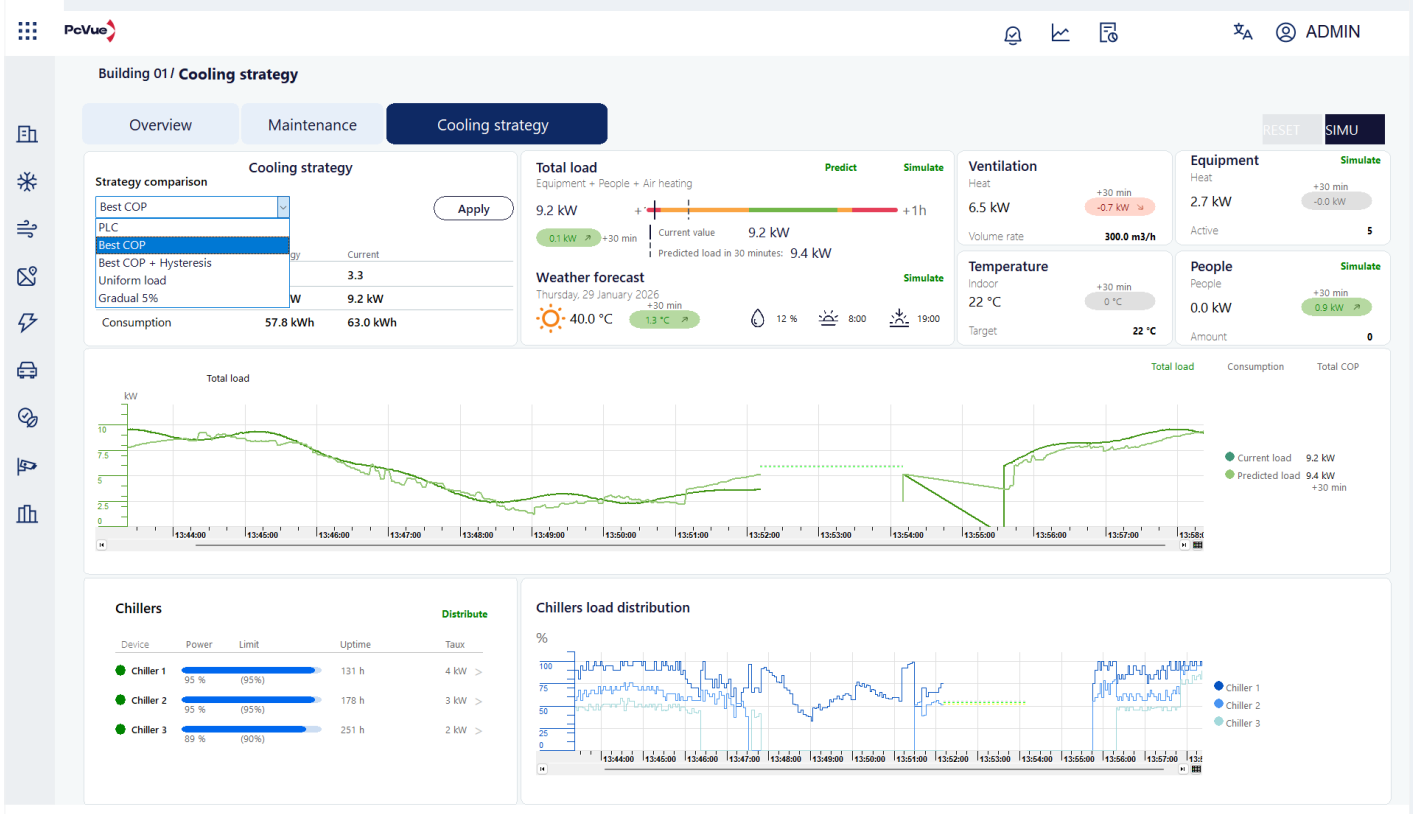 PcVue
ADMIN
Building 01/ Cooling strategy
Overview
Maintenance
Cooling strategy
RESET
SIMU
Cooling strategy
Strategy comparison
Best COP
Apply
PLC
Best COP
Best COP + Hysteresis
Uniform load
Gradual 5%
gy
Current
3.3
W
9.2 kW
Consumption
57.8 kWh
63.0 kWh
Total load
Predict
Simulate
Equipment + People + Air heating
9.2 kW
+
+1h
0.1 kW
+30 min
Current value
9.2 kW
Predicted load in 30 minutes:
9.4 kW
Weather forecast
Simulate
Thursday, 29 January 2026
+30 min
40.0 °C
1.3 °C
12 %
8:00
19:00
Ventilation
Heat
+30 min
6.5 kW
-0.7 kW
Volume rate
300.0 m3/h
Equipment
Simulate
Heat
+30 min
2.7 kW
-0.0 kW
Active
5
Temperature
Indoor
+30 min
22 °C
0 °C
Target
22 °C
People
Simulate
People
+30 min
0.0 kW
0.9 kW
Amount
0
Total load
Consumption
Total COP
Total load
kW
10
7.5
5
2.5
0
13:44:00
13:45:00
13:46:00
13:47:00
13:48:00
13:49:00
13:50:00
13:51:00
13:52:00
13:53:00
13:54:00
13:55:00
13:56:00
13:57:00
13:58:0
Current load
9.2 kW
Predicted load
9.4 kW
+30 min
Chillers
Distribute
Device
Power
Limit
Uptime
Taux
Chiller 1
95 %
(95%)
131 h
4 kW
>
Chiller 2
95 %
(95%)
178 h
3 kW
>
Chiller 3
89 %
(90%)
251 h
2 kW
>
Chillers load distribution
%
100
75
50
25
0
13:44:00
13:45:00
13:46:00
13:47:00
13:48:00
13:49:00
13:50:00
13:51:00
13:52:00
13:53:00
13:54:00
13:55:00
13:56:00
13:57:00
13:5
Chiller 1
Chiller 2
Chiller 3